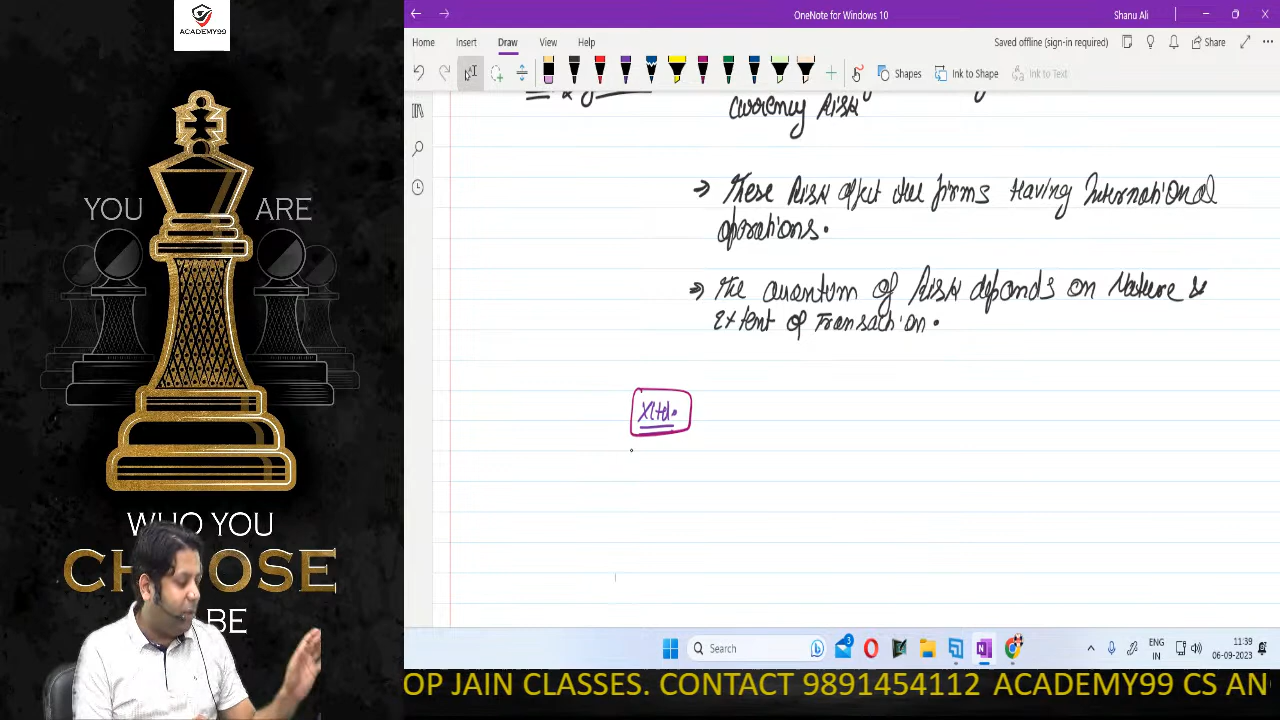 ACADEMY99
YOU ARE
WHO YOU
CHOOSE
BE
OneNote for Windows 10
Shanu Ali
Home Insert Draw View Help
Saved offline (sign-in required)
Share
Shapes
Ink to Shape
Ink to Text
Currency Risk
⇒ These Risk afect the firms Having International
operations.
⇒ The Quantum of Risk depends on Nature &
Extent of Transaction.
X Ltd.
Search
3
ENG
IN
11:39
06-09-2023
OP JAIN CLASSES. CONTACT 9891454112 ACADEMY99 CS AN